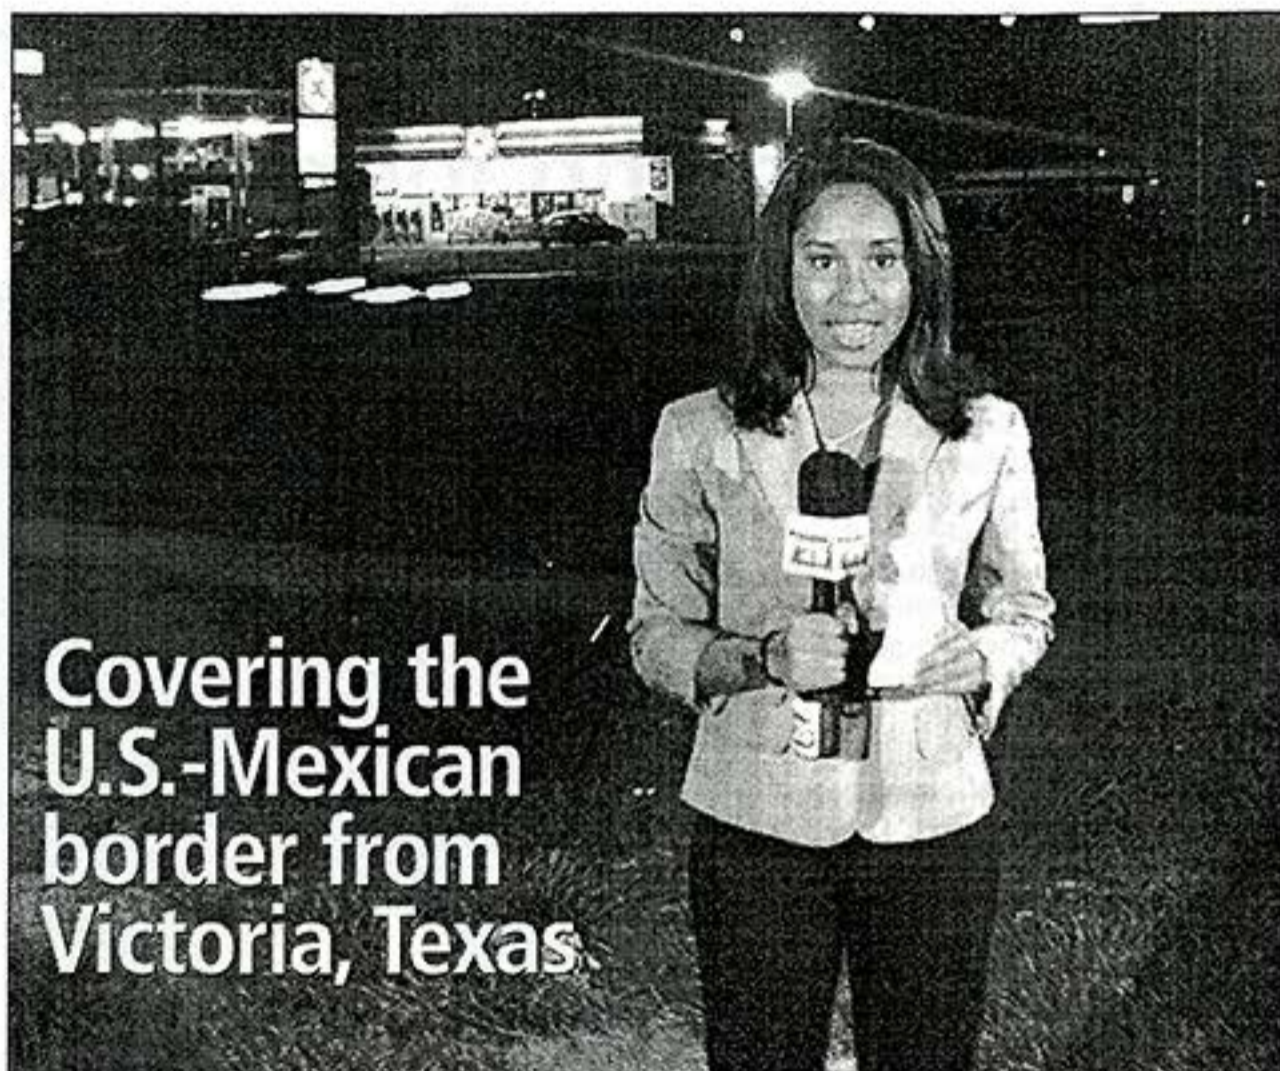 Covering the
U.S.-Mexican
border from
Victoria, Texas